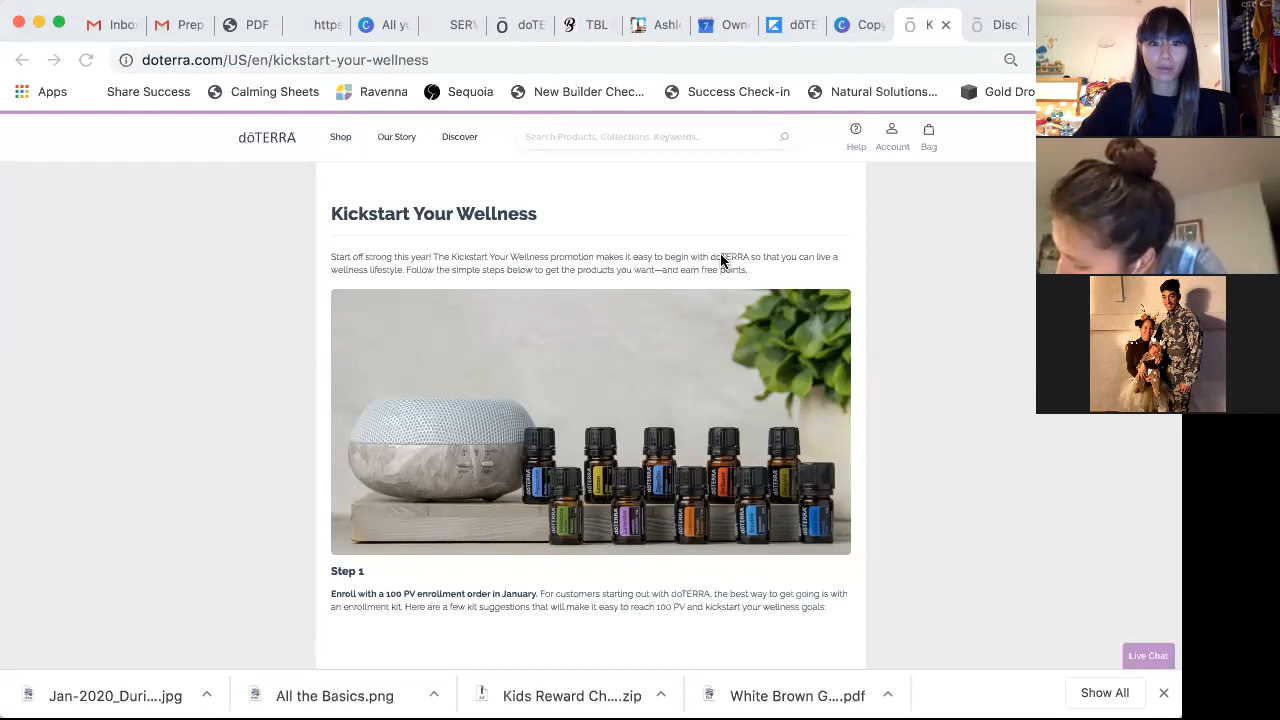 Inbo
Prep
PDF
https
All yo
SERV
doTE
TBL
Ashle
Own
dōTE
Copy
K
Disc
doterra.com/US/en/kickstart-your-wellness
Apps
Share Success
Calming Sheets
Ravenna
Sequoia
New Builder Chec...
Success Check-in
Natural Solutions...
Gold Dro
dōTERRA
Shop
Our Story
Discover
Search Products, Collections, Keywords...
Help
Account
Bag
Kickstart Your Wellness
Start off strong this year! The Kickstart Your Wellness promotion makes it easy to begin with doTERRA so that you can live a
wellness lifestyle. Follow the simple steps below to get the products you want—and earn free points.
Step 1
Enroll with a 100 PV enrollment order in January. For customers starting out with doTERRA, the best way to get going is with
an enrollment kit. Here are a few kit suggestions that will make it easy to reach 100 PV and kickstart your wellness goals:
Live Chat
Jan-2020_Duri....jpg
All the Basics.png
Kids Reward Ch....zip
White Brown G....pdf
Show All